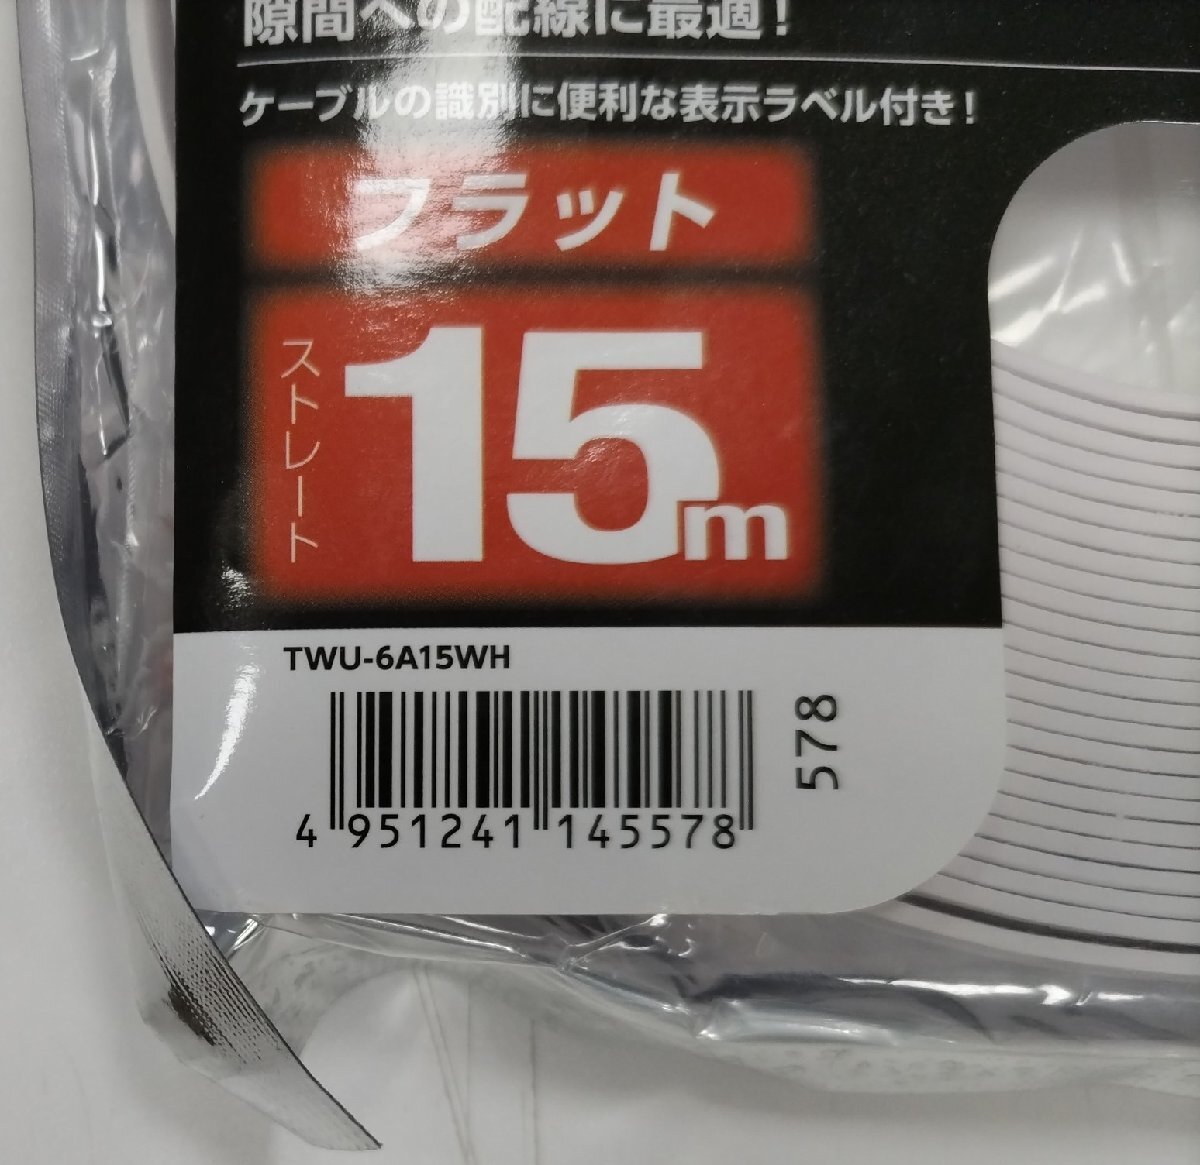 隙間への配線に最適！
ケーブルの識別に便利な表示ラベル付き！
フラット
ストレート
15m
TWU-6A15WH
4 951241 145578
578